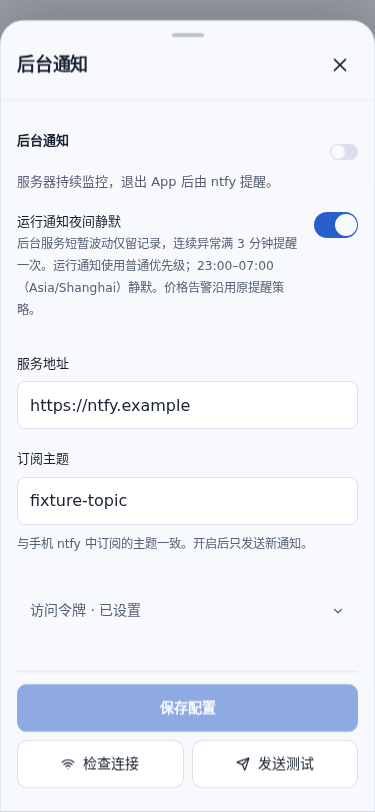 后台通知
后台通知
服务器持续监控，退出 App 后由 ntfy 提醒。
运行通知夜间静默
后台服务短暂波动仅留记录，连续异常满 3 分钟提醒
一次。运行通知使用普通优先级；23:00–07:00
（Asia/Shanghai）静默。价格告警沿用原提醒策
略。
服务地址
https://ntfy.example
订阅主题
fixture-topic
与手机 ntfy 中订阅的主题一致。开启后只发送新通知。
访问令牌 · 已设置
保存配置
检查连接
发送测试